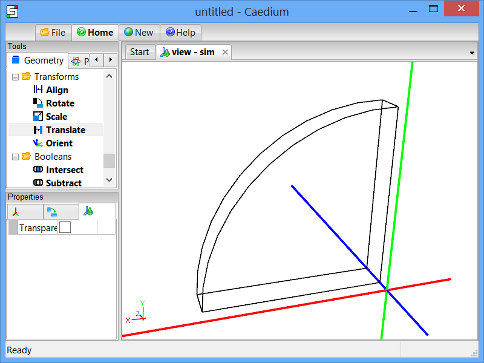 untitled - Caedium
File Home New Help
Tools
Geometry P
Transforms
Align
Rotate
Scale
Translate
Orient
Booleans
Intersect
Subtract
Start view - sim
Properties
Transpare
Y
Z
X
Ready